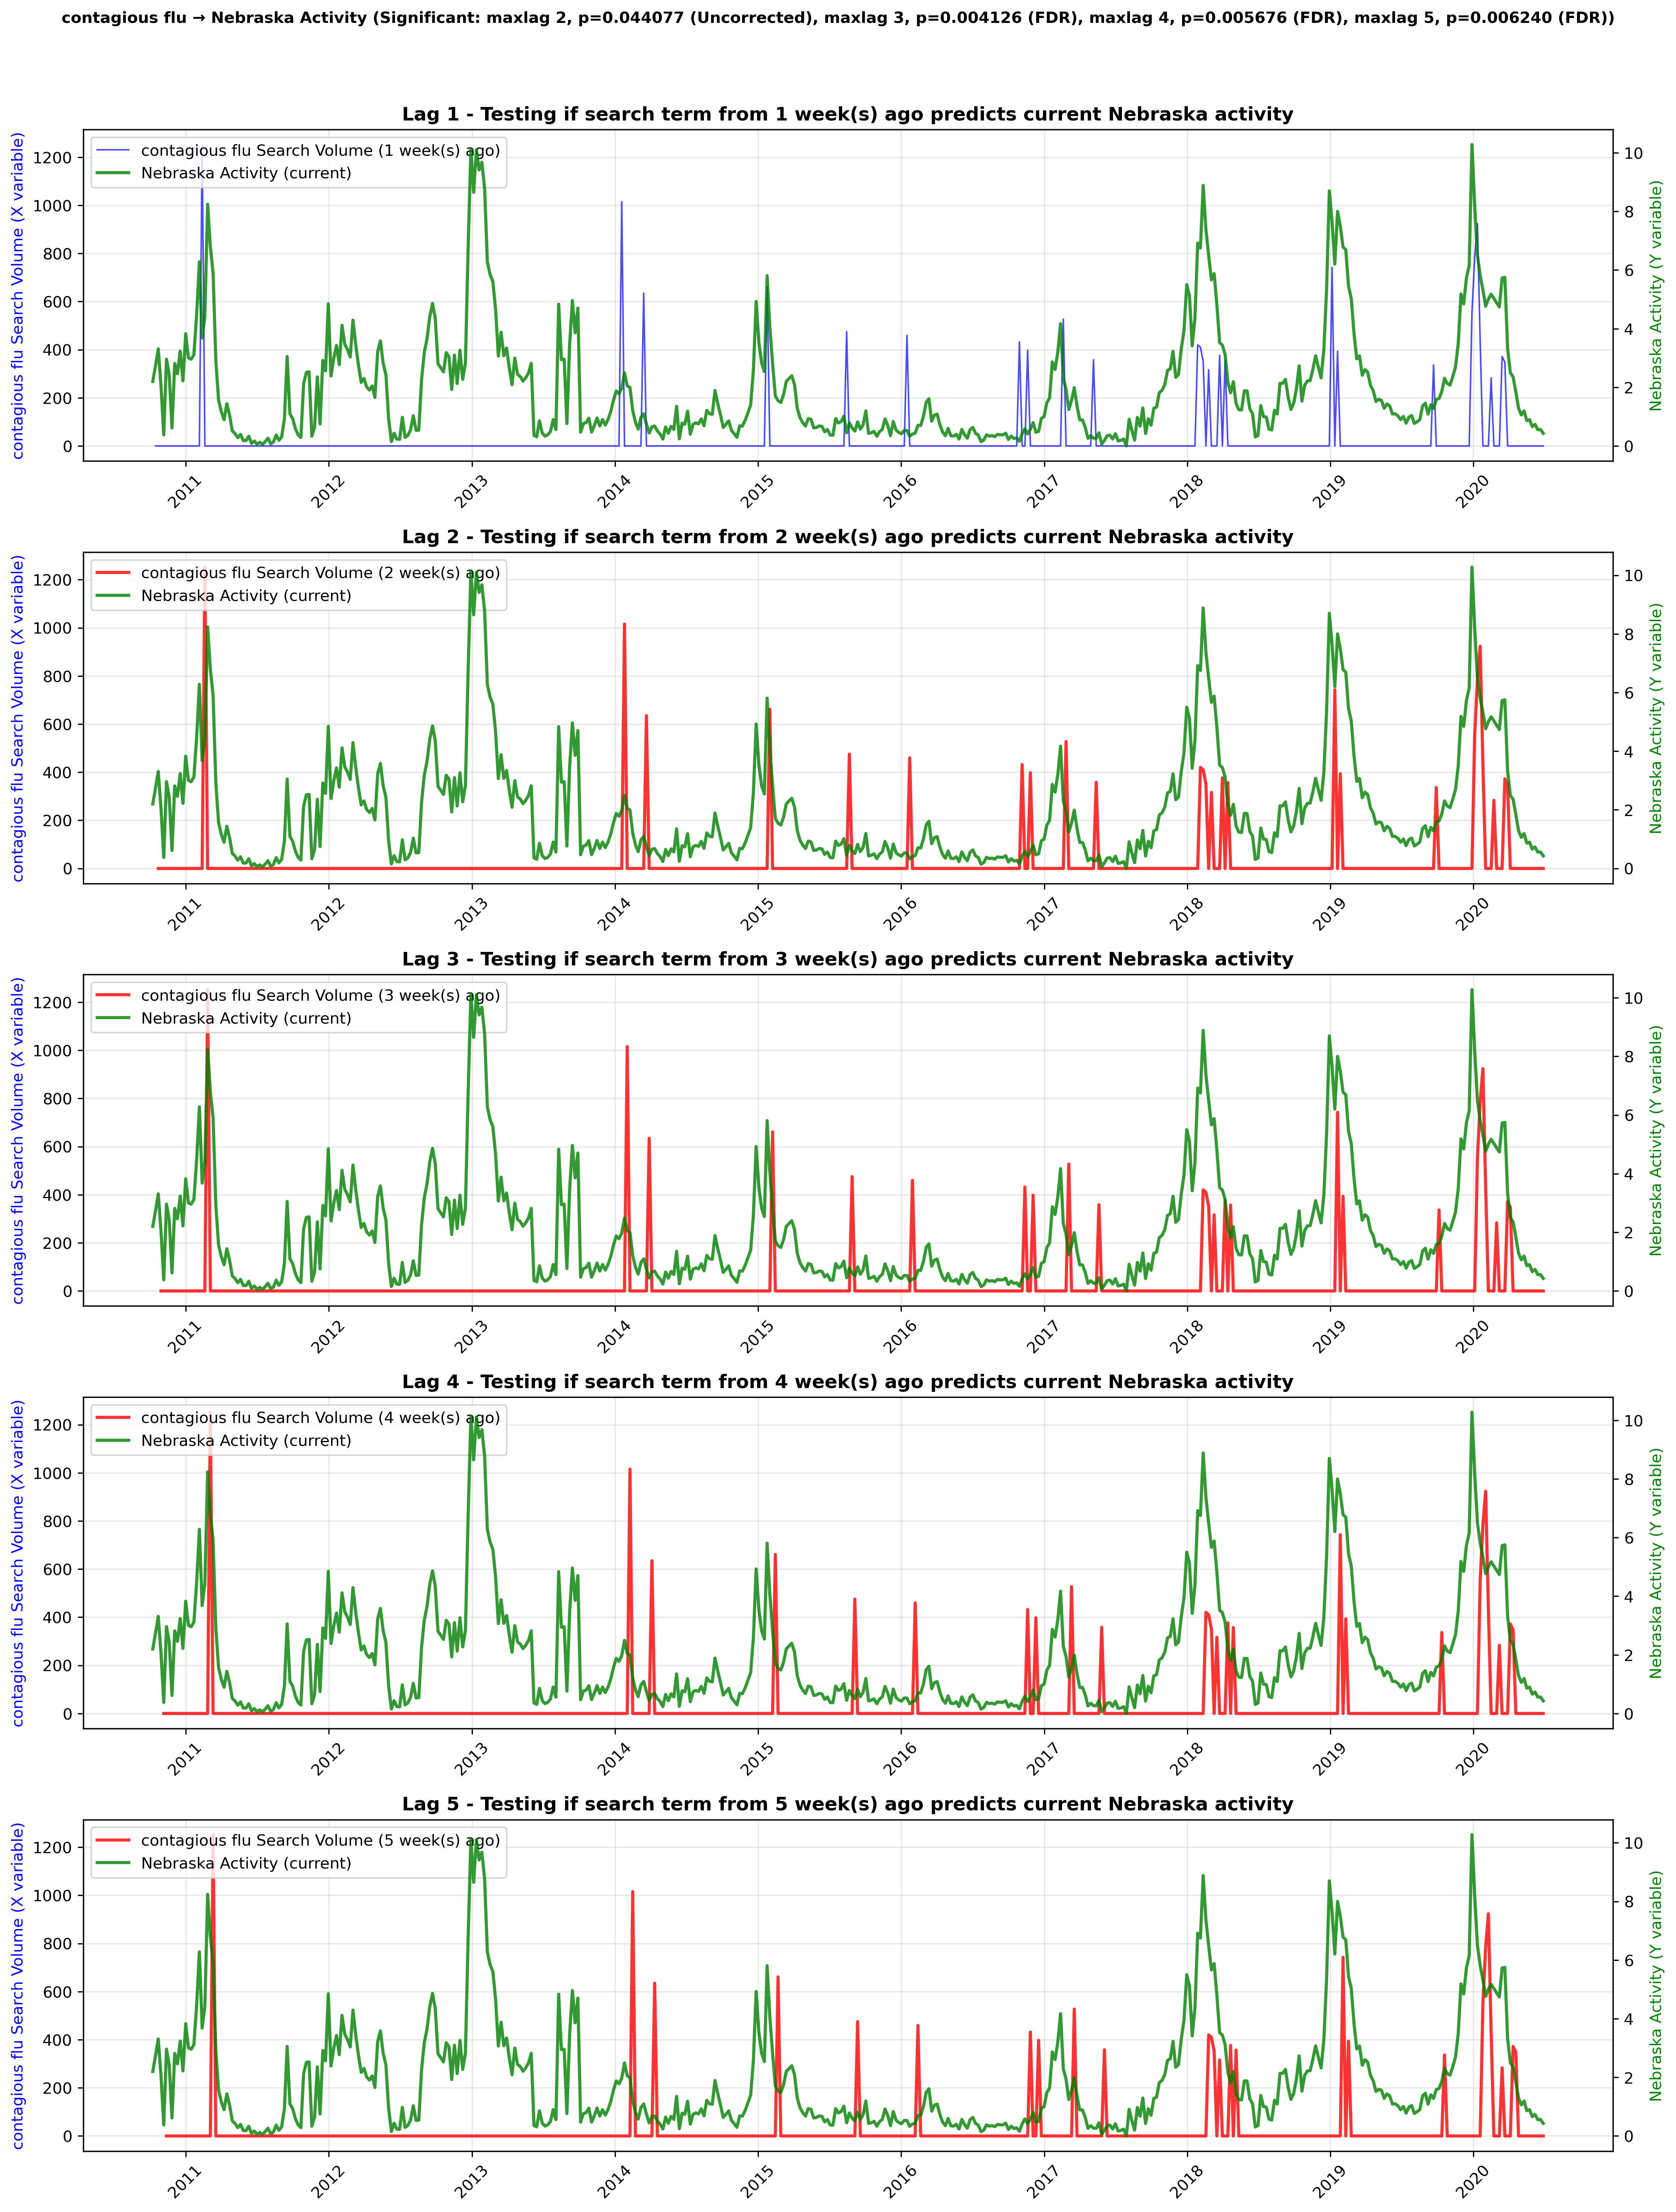 contagious flu → Nebraska Activity (Significant: maxlag 2, p=0.044077 (Uncorrected), maxlag 3, p=0.004126 (FDR), maxlag 4, p=0.005676 (FDR), maxlag 5, p=0.006240 (FDR))
Lag 1 - Testing if search term from 1 week(s) ago predicts current Nebraska activity
contagious flu Search Volume (1 week(s) ago)
Nebraska Activity (current)
contagious flu Search Volume (X variable)
1200
1000
800
600
400
200
0
10
8
6
4
2
0
Nebraska Activity (Y variable)
2011 2012 2013 2014 2015 2016 2017 2018 2019 2020
Lag 2 - Testing if search term from 2 week(s) ago predicts current Nebraska activity
contagious flu Search Volume (2 week(s) ago)
Nebraska Activity (current)
contagious flu Search Volume (X variable)
1200
1000
800
600
400
200
0
10
8
6
4
2
0
Nebraska Activity (Y variable)
2011 2012 2013 2014 2015 2016 2017 2018 2019 2020
Lag 3 - Testing if search term from 3 week(s) ago predicts current Nebraska activity
contagious flu Search Volume (3 week(s) ago)
Nebraska Activity (current)
contagious flu Search Volume (X variable)
1200
1000
800
600
400
200
0
10
8
6
4
2
0
Nebraska Activity (Y variable)
2011 2012 2013 2014 2015 2016 2017 2018 2019 2020
Lag 4 - Testing if search term from 4 week(s) ago predicts current Nebraska activity
contagious flu Search Volume (4 week(s) ago)
Nebraska Activity (current)
contagious flu Search Volume (X variable)
1200
1000
800
600
400
200
0
10
8
6
4
2
0
Nebraska Activity (Y variable)
2011 2012 2013 2014 2015 2016 2017 2018 2019 2020
Lag 5 - Testing if search term from 5 week(s) ago predicts current Nebraska activity
contagious flu Search Volume (5 week(s) ago)
Nebraska Activity (current)
contagious flu Search Volume (X variable)
1200
1000
800
600
400
200
0
10
8
6
4
2
0
Nebraska Activity (Y variable)
2011 2012 2013 2014 2015 2016 2017 2018 2019 2020